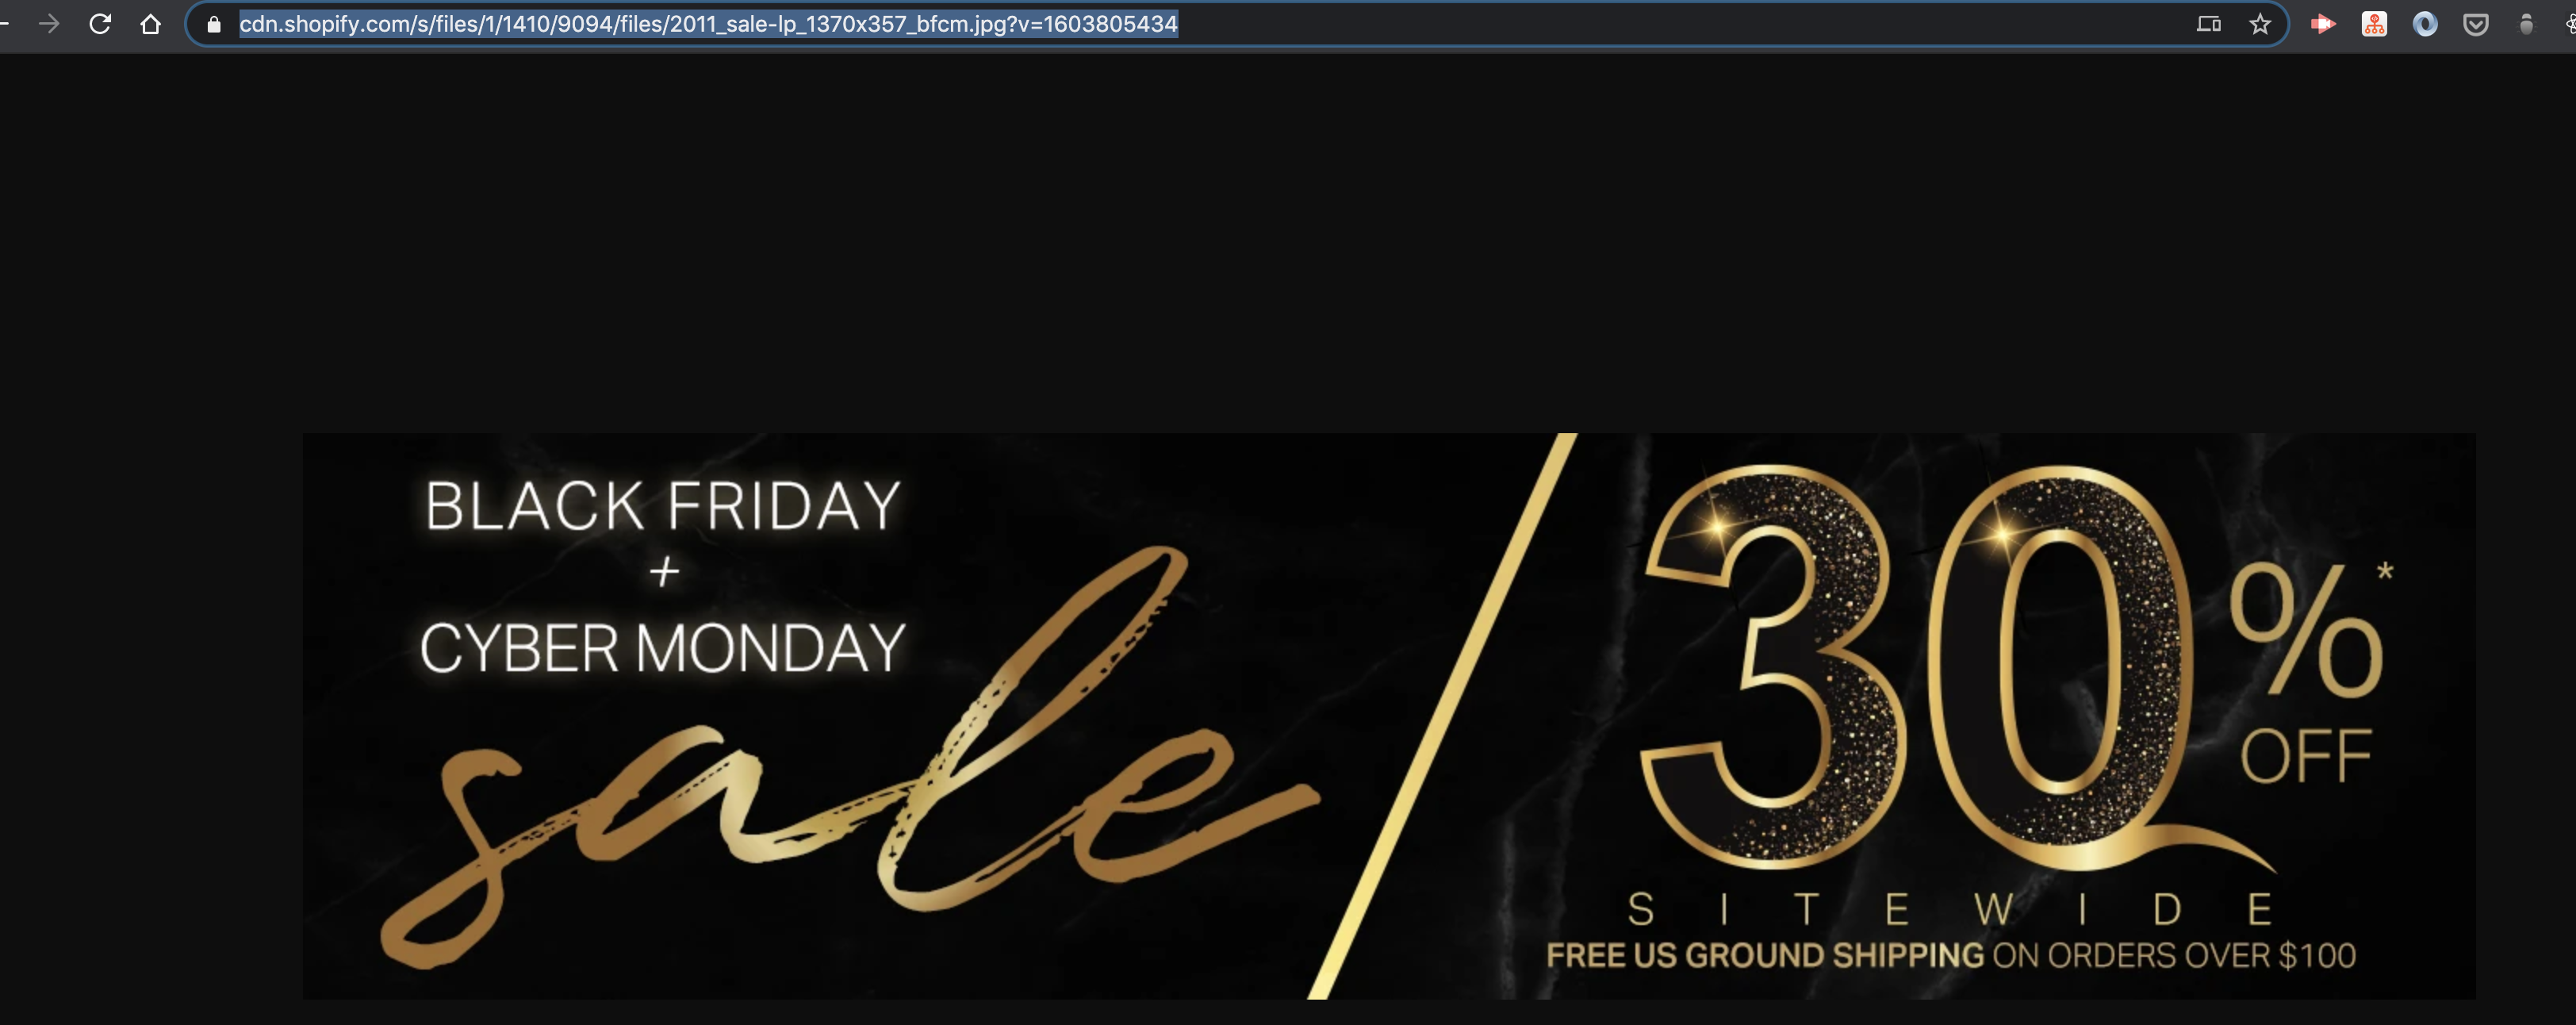 cdn.shopify.com/s/files/1/1410/9094/files/2011_sale-lp_1370x357_bfcm.jpg?v=1603805434
BLACK FRIDAY
+
CYBER MONDAY
sale
30%*
OFF
SITEWIDE
FREE US GROUND SHIPPING ON ORDERS OVER $100